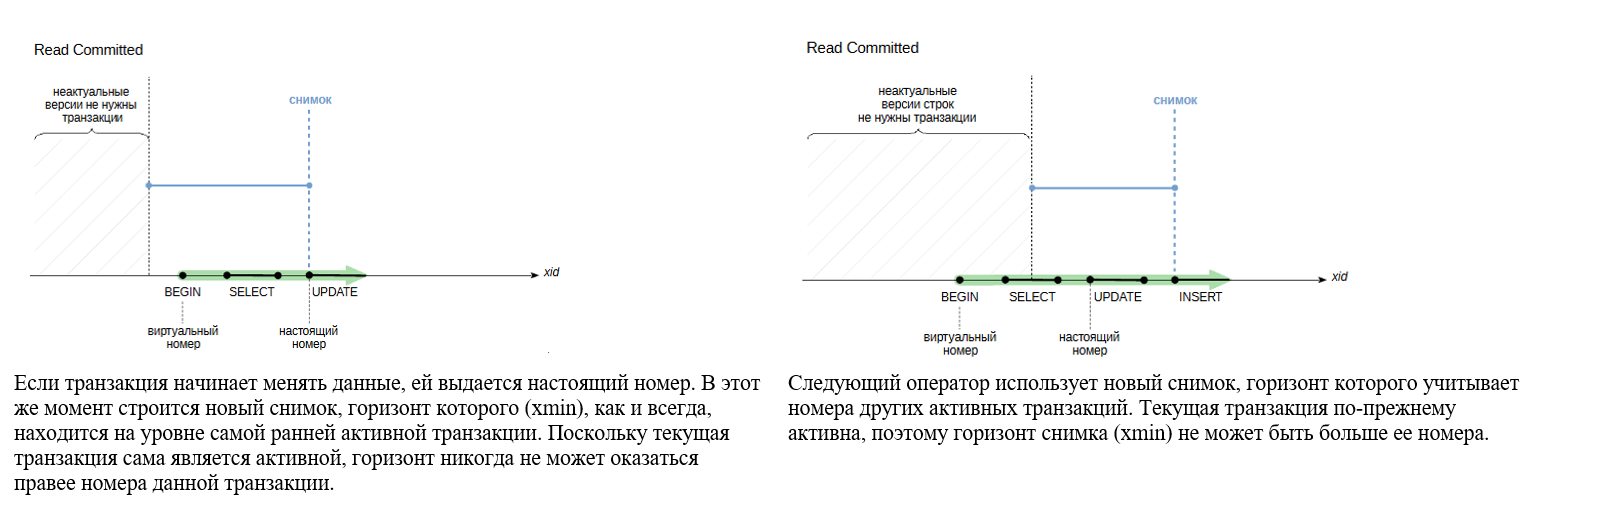 Read Committed
неактуальные
версии не нужны
транзакции
снимок
xid
BEGIN
SELECT
UPDATE
виртуальный
номер
настоящий
номер
Если транзакция начинает менять данные, ей выдается настоящий номер. В этот
же момент строится новый снимок, горизонт которого (xmin), как и всегда,
находится на уровне самой ранней активной транзакции. Поскольку текущая
транзакция сама является активной, горизонт никогда не может оказаться
правее номера данной транзакции.
Read Committed
неактуальные
версии строк
не нужны транзакции
снимок
xid
BEGIN
SELECT
UPDATE
INSERT
виртуальный
номер
настоящий
номер
Следующий оператор использует новый снимок, горизонт которого учитывает
номера других активных транзакций. Текущая транзакция по-прежнему
активна, поэтому горизонт снимка (xmin) не может быть больше ее номера.